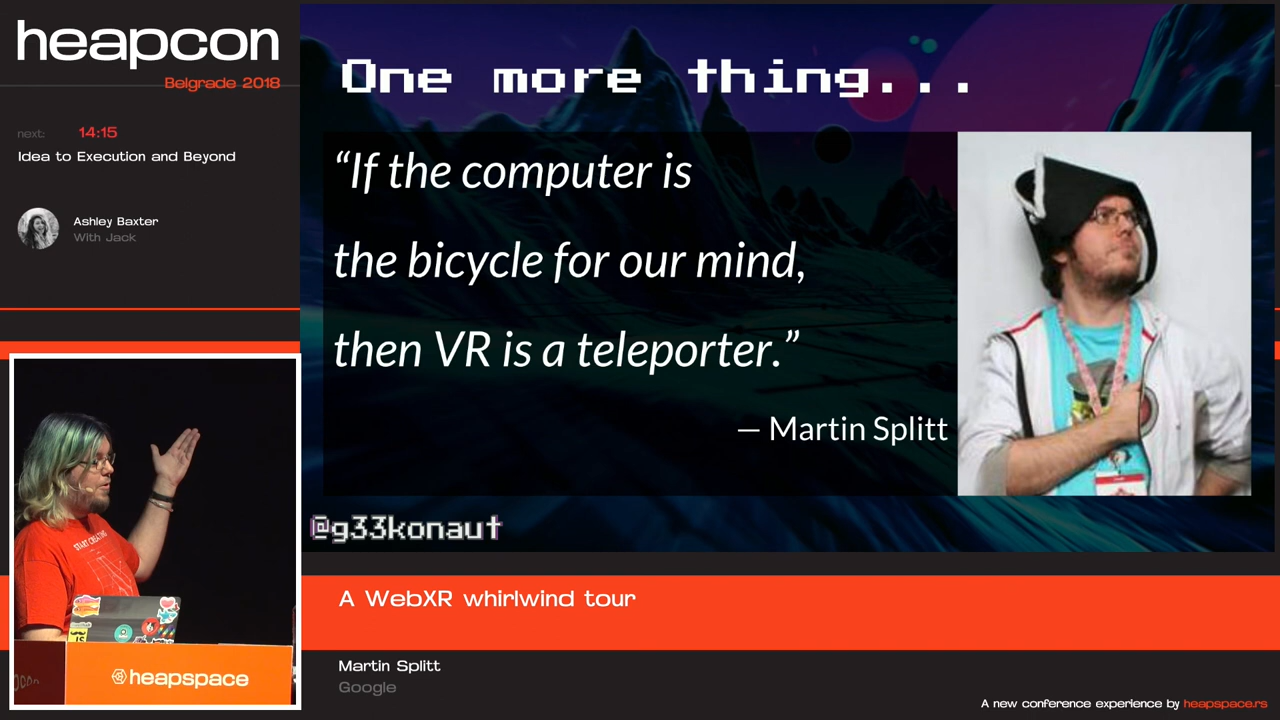 heapcon
Belgrade 2018
next: 14:15
Idea to Execution and Beyond
Ashley Baxter
With Jack
One more thing...
“If the computer is
the bicycle for our mind,
then VR is a teleporter.”
— Martin Splitt
@g33konaut
START CREATING
heapspace
A WebXR whirlwind tour
Martin Splitt
Google
A new conference experience by heapspace.rs